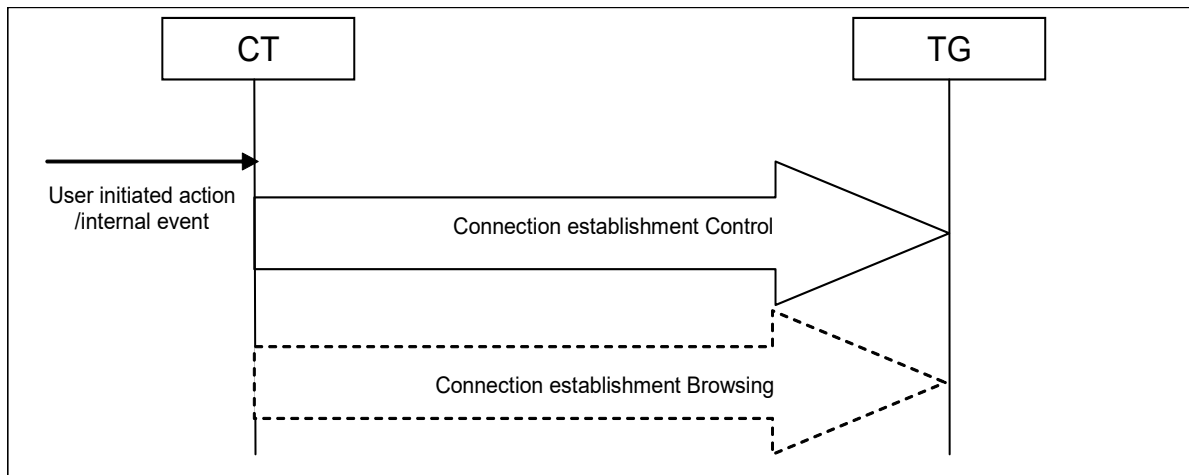 CT
TG
User initiated action
/internal event
Connection establishment Control
Connection establishment Browsing